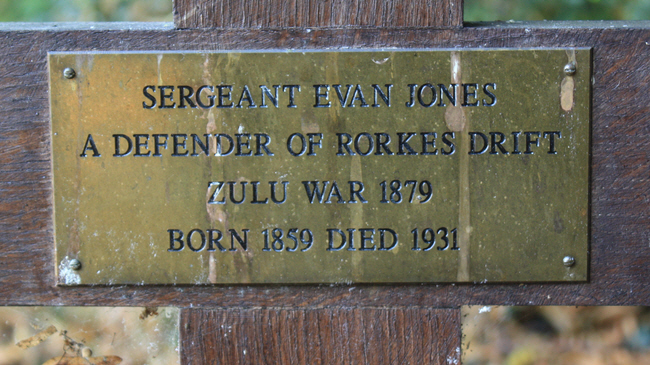 SERGEANT EVAN JONES
A DEFENDER OF RORKES DRIFT
ZULU WAR 1879
BORN 1859 DIED 1931